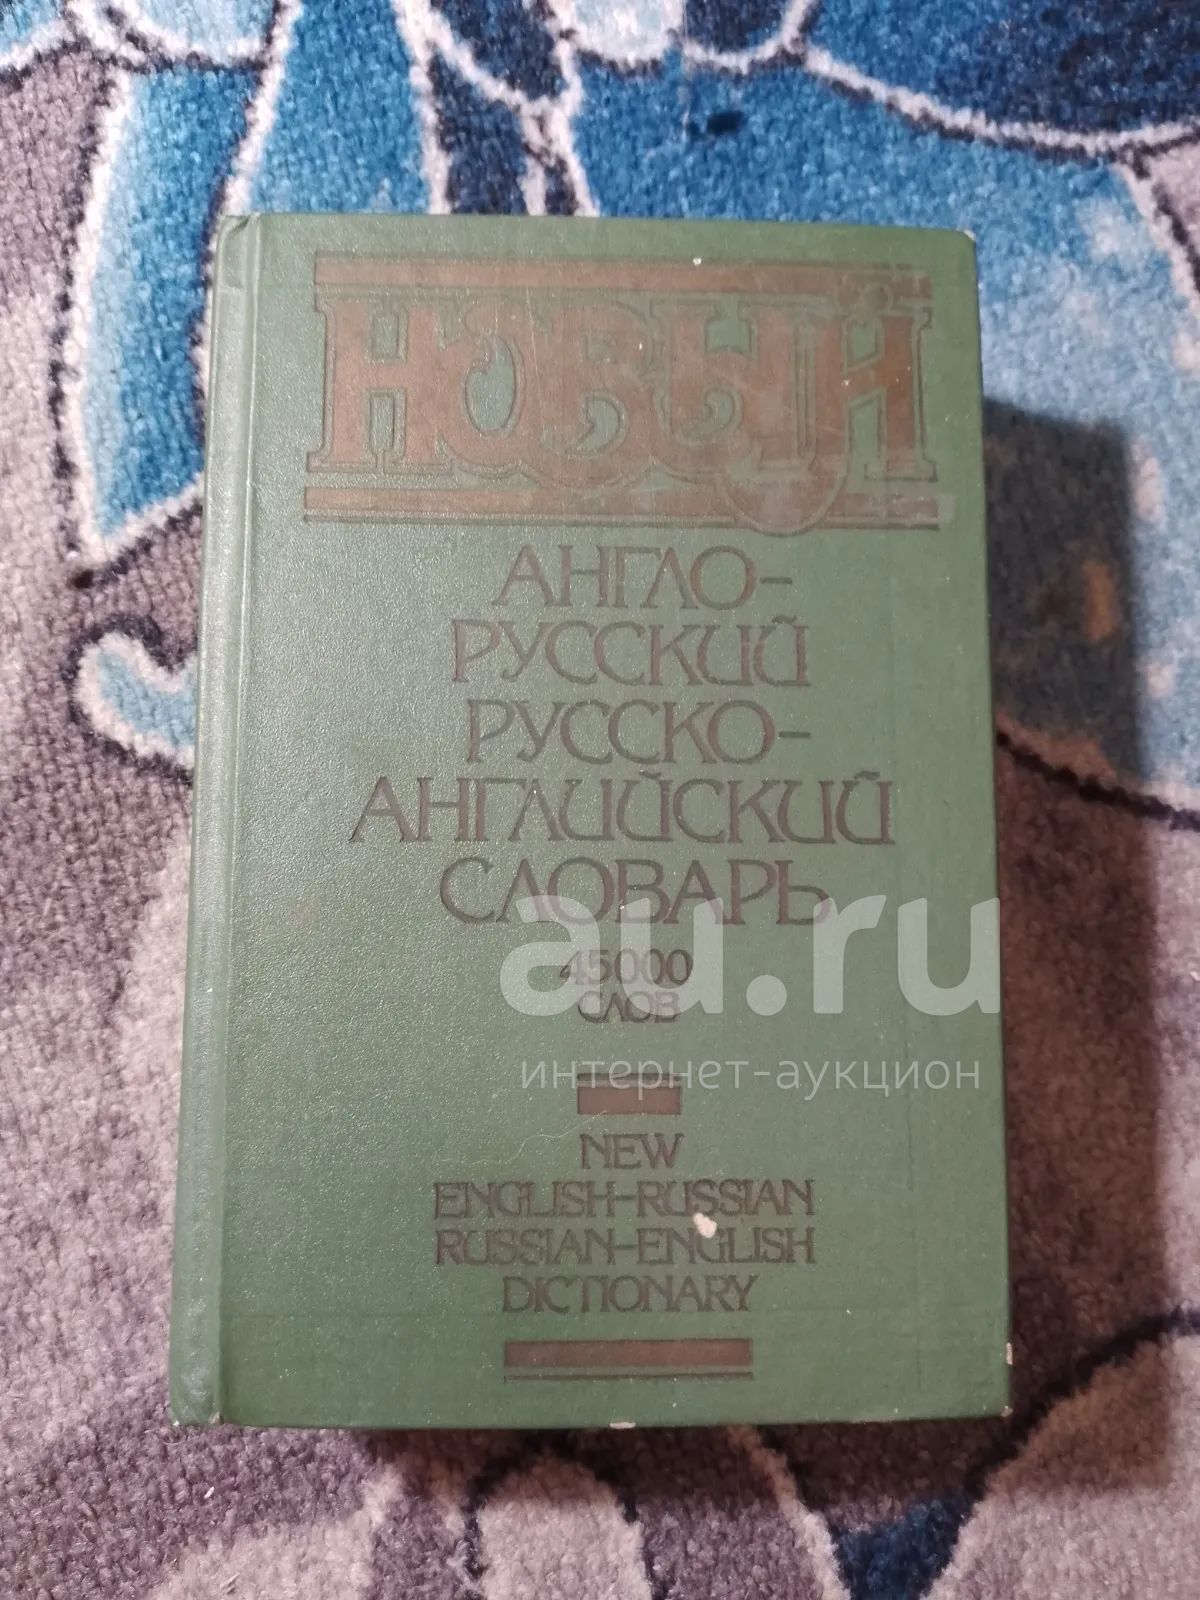 НОВЫЙ
АНГЛО-
РУССКИЙ
РУССКО-
АНГЛИЙСКИЙ
СЛОВАРЬ
au.ru
45000
СЛОВ
интернет-аукцион
NEW
ENGLISH-RUSSIAN
RUSSIAN-ENGLISH
DICTIONARY